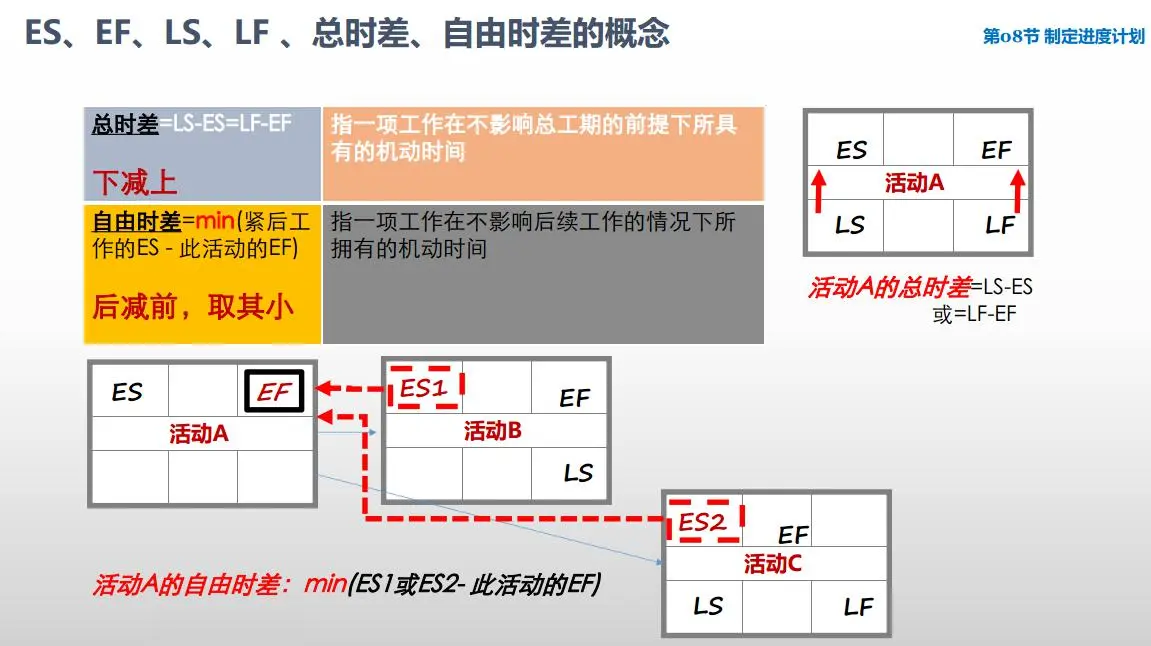 ES、EF、LS、LF 、总时差、自由时差的概念
第08节 制定进度计划
总时差=LS-ES=LF-EF
下减上
指一项工作在不影响总工期的前提下所具
有的机动时间
自由时差=min(紧后工
作的ES - 此活动的EF)
后减前，取其小
指一项工作在不影响后续工作的情况下所
拥有的机动时间
ES EF
活动A
LS LF
活动A的总时差=LS-ES
或=LF-EF
ES EF
活动A
ES1 EF
活动B
LS
ES2 EF
活动C
LS LF
活动A的自由时差：min(ES1或ES2- 此活动的EF)